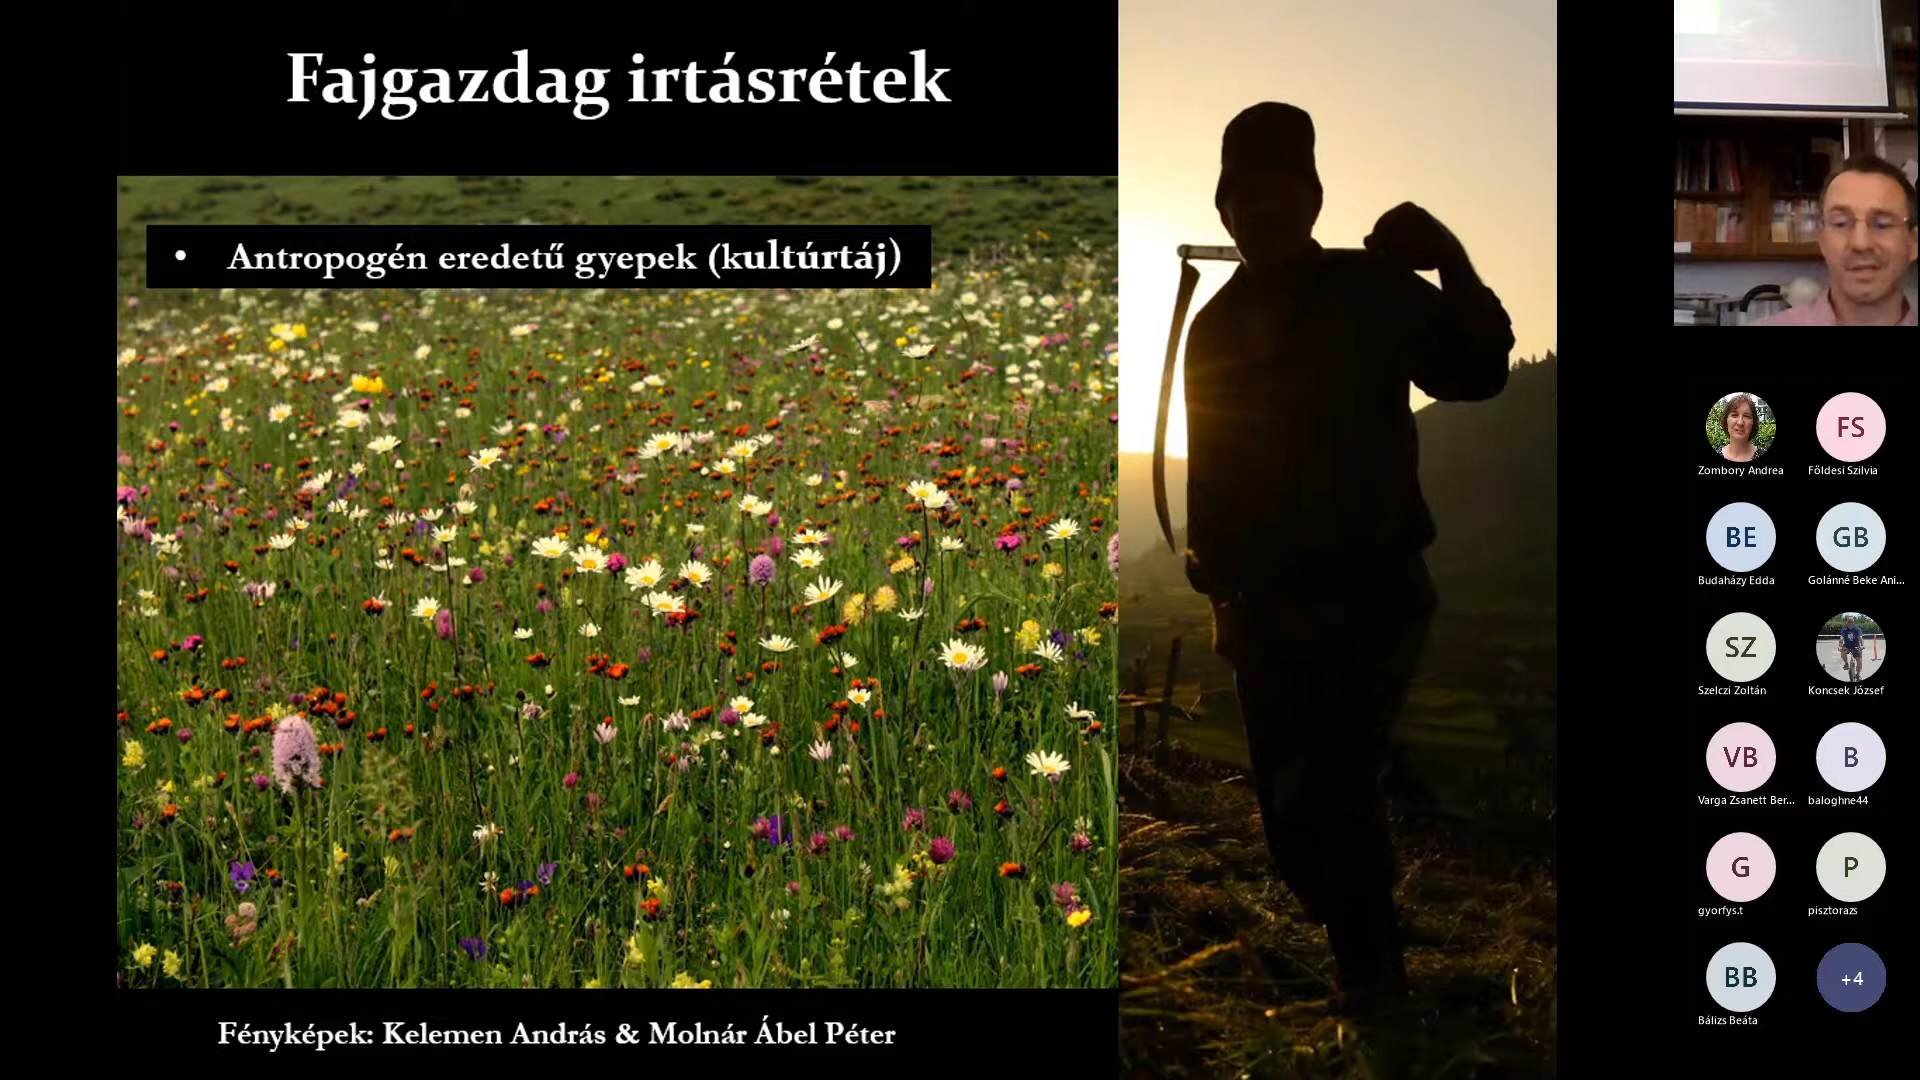 Fajgazdag irtásrétek
• Antropogén eredetű gyepek (kultúrtáj)
Fényképek: Kelemen András & Molnár Ábel Péter
Zombory Andrea
FS
Földesi Szilvia
BE
Budaházy Edda
GB
Golánné Beke Ani...
SZ
Szelczi Zoltán
Koncsek József
VB
Varga Zsanett Ber...
B
baloghne44
G
gyorfys.t
P
pisztorazs
BB
Bálizs Beáta
+4